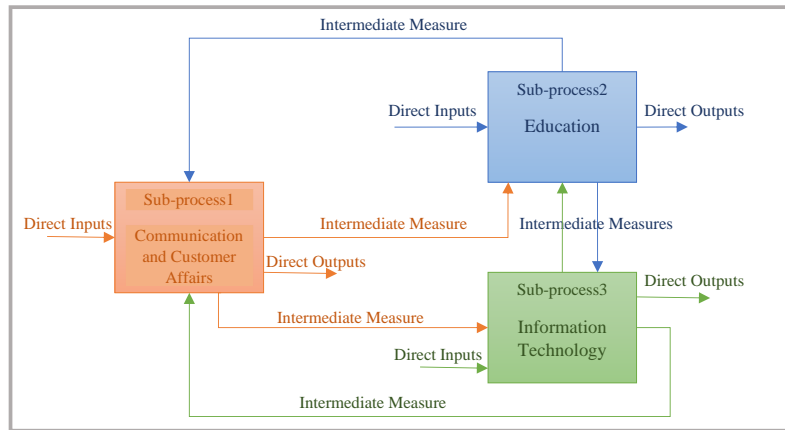 Intermediate Measure
Sub-process2
Education
Direct Inputs
Direct Outputs
Sub-process1
Communication
and Customer
Affairs
Direct Inputs
Intermediate Measure
Direct Outputs
Intermediate Measures
Sub-process3
Information
Technology
Direct Outputs
Intermediate Measure
Direct Inputs
Intermediate Measure